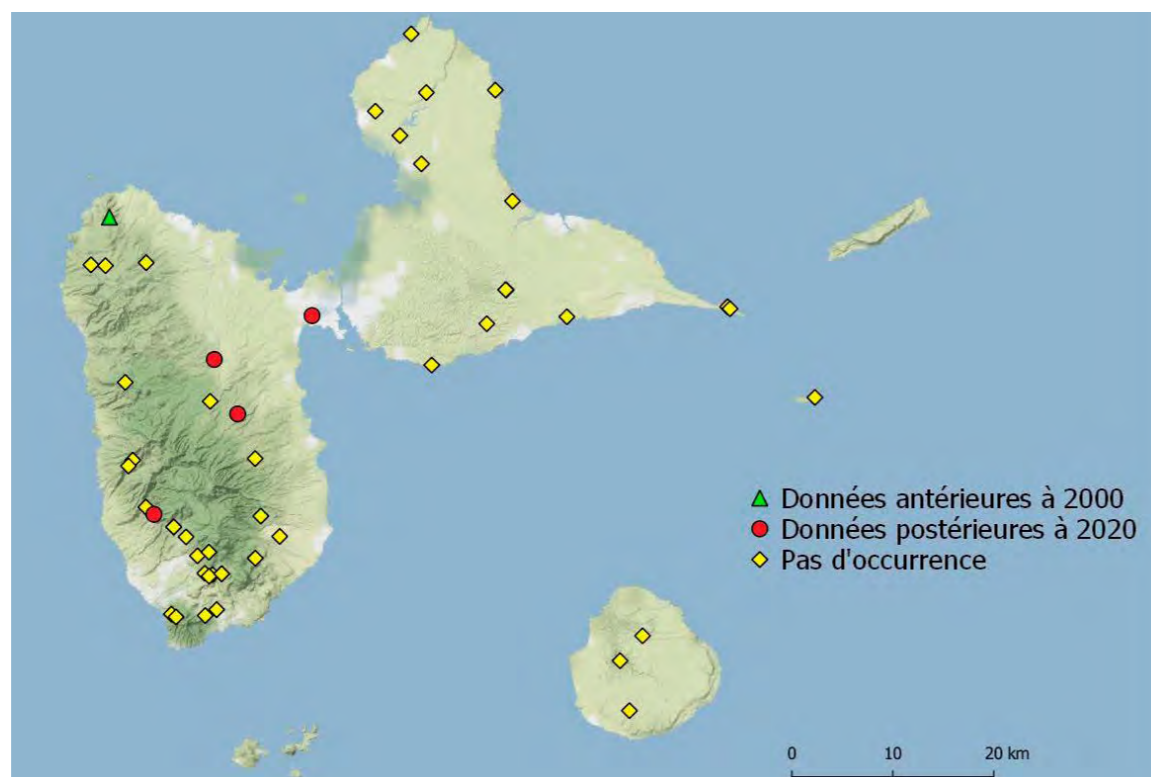 Données antérieures à 2000
Données postérieures à 2020
Pas d'occurrence
0 10 20 km